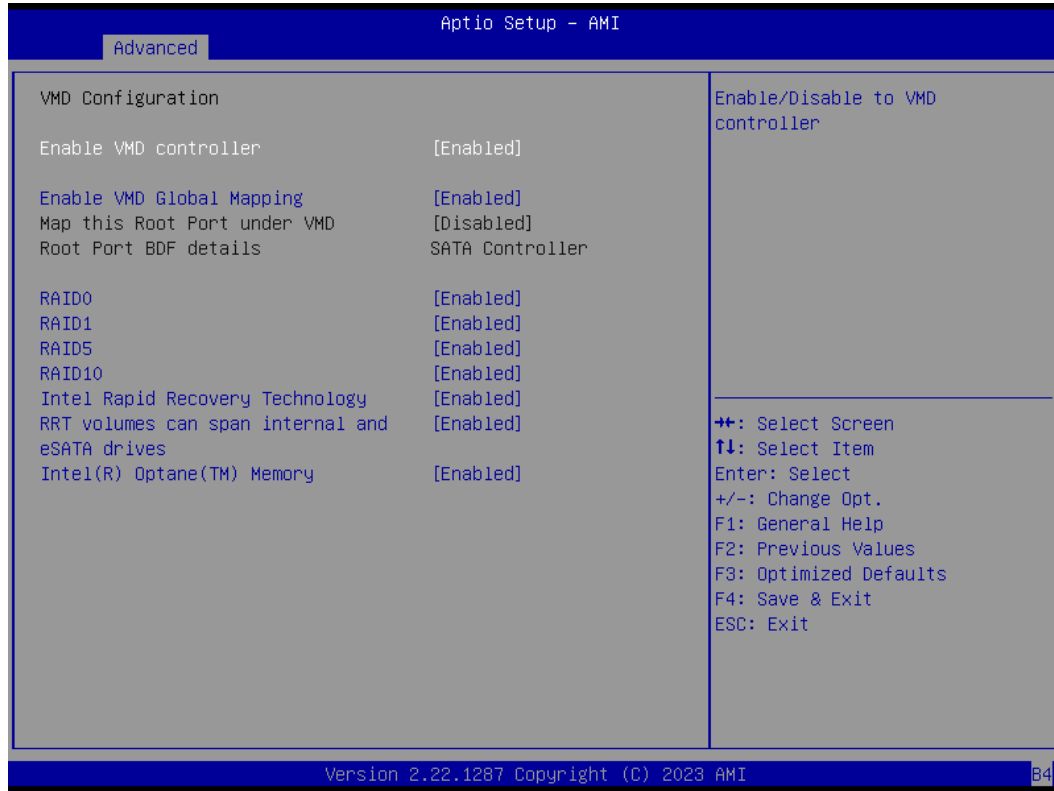 Aptio Setup – AMI
Advanced
VMD Configuration
Enable VMD controller [Enabled]
Enable VMD Global Mapping [Enabled]
Map this Root Port under VMD [Disabled]
Root Port BDF details SATA Controller
RAID0 [Enabled]
RAID1 [Enabled]
RAID5 [Enabled]
RAID10 [Enabled]
Intel Rapid Recovery Technology [Enabled]
RRT volumes can span internal and [Enabled]
eSATA drives
Intel(R) Optane(TM) Memory [Enabled]
Enable/Disable to VMD
controller
→←: Select Screen
↑↓: Select Item
Enter: Select
+/-: Change Opt.
F1: General Help
F2: Previous Values
F3: Optimized Defaults
F4: Save & Exit
ESC: Exit
Version 2.22.1287 Copyright (C) 2023 AMI
B4